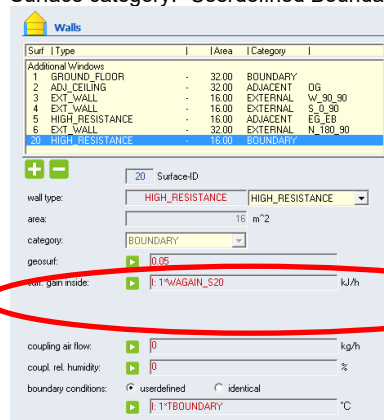 Surface category: Userdefined Bounda
Walls
Surf | Type | | Area | Category |
Additional Windows
1 GROUND_FLOOR - 32.00 BOUNDARY
2 ADJ_CEILING - 32.00 ADJACENT OG
3 EXT_WALL - 16.00 EXTERNAL W_90_90
4 EXT_WALL - 16.00 EXTERNAL S_0_90
5 HIGH_RESISTANCE - 16.00 ADJACENT EG_EB
6 EXT_WALL - 32.00 EXTERNAL N_180_90
20 HIGH_RESISTANCE - 16.00 BOUNDARY
20 Surface-ID
wall type: HIGH_RESISTANCE HIGH_RESISTANCE
area: 16 m^2
category: BOUNDARY
geosurf: 0.05
surf. gain inside: I: 1*WAGAIN_S20 kJ/h
coupling air flow: 0 kg/h
coupl. rel. humidity: 0 %
boundary conditions: userdefined identical
I: 1*TBOUNDARY °C